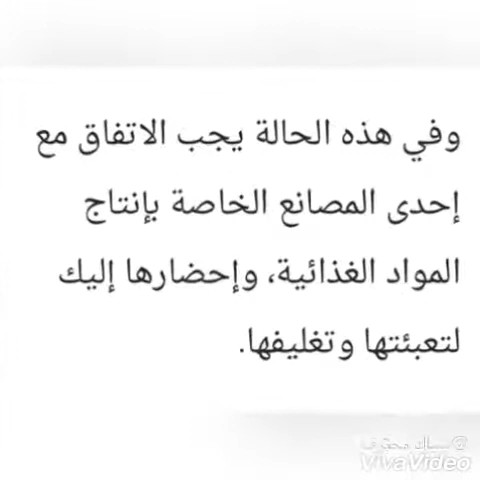 وفي هذه الحالة يجب الاتفاق مع
إحدى المصانع الخاصة بإنتاج
المواد الغذائية، وإحضارها إليك
لتعبئتها وتغليفها.
VivaVideo